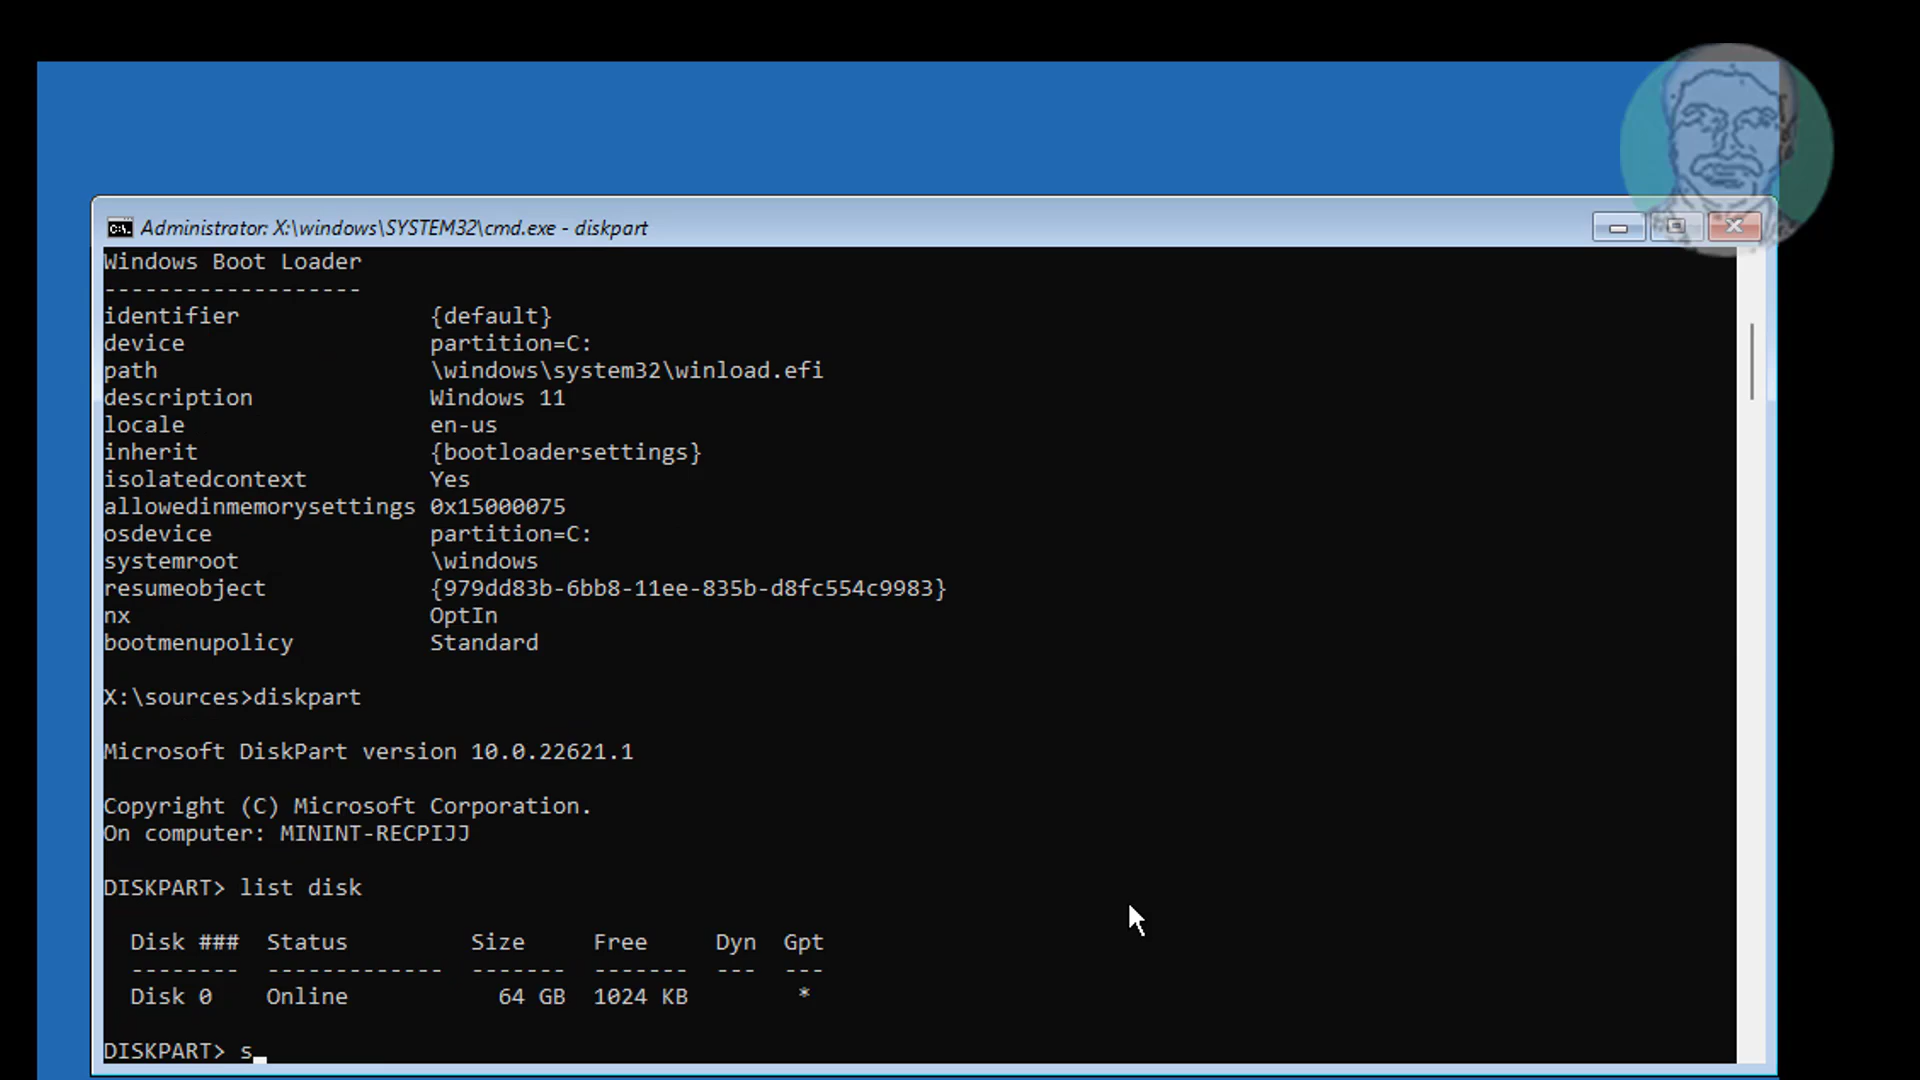 Administrator: X:\windows\SYSTEM32\cmd.exe - diskpart
Windows Boot Loader
-------------------
identifier              {default}
device                  partition=C:
path                    \windows\system32\winload.efi
description             Windows 11
locale                  en-us
inherit                 {bootloadersettings}
isolatedcontext         Yes
allowedinmemorysettings 0x15000075
osdevice                partition=C:
systemroot              \windows
resumeobject            {979dd83b-6bb8-11ee-835b-d8fc554c9983}
nx                      OptIn
bootmenupolicy          Standard
X:\sources>diskpart
Microsoft DiskPart version 10.0.22621.1
Copyright (C) Microsoft Corporation.
On computer: MININT-RECPIJJ
DISKPART> list disk
  Disk ###  Status         Size     Free     Dyn  Gpt
  --------  -------------  -------  -------  ---  ---
  Disk 0    Online           64 GB  1024 KB        *
DISKPART> s